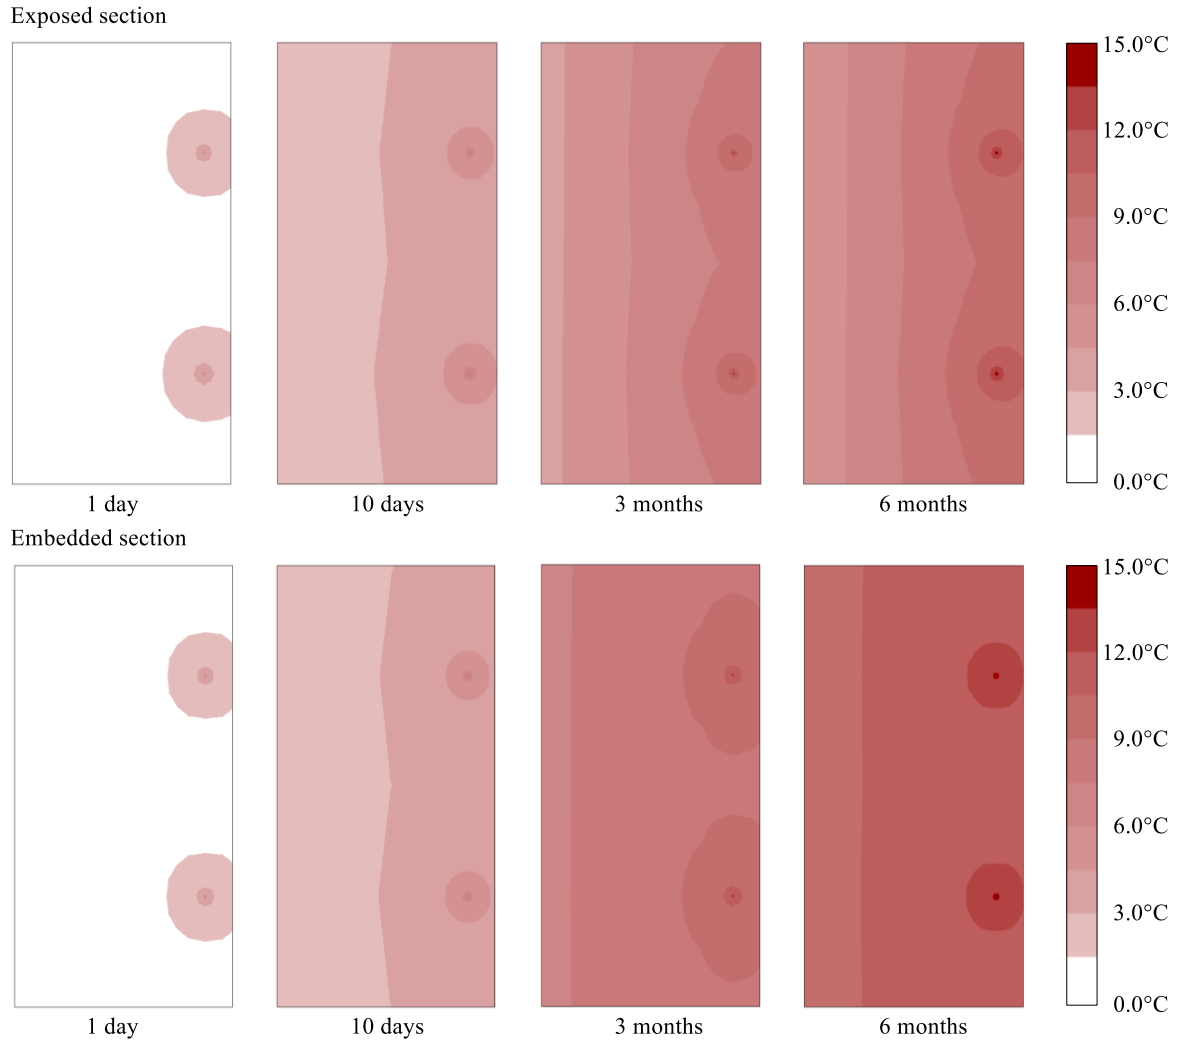 Exposed section
15.0°C
12.0°C
9.0°C
6.0°C
3.0°C
0.0°C
1 day
10 days
3 months
6 months
Embedded section
15.0°C
12.0°C
9.0°C
6.0°C
3.0°C
0.0°C
1 day
10 days
3 months
6 months